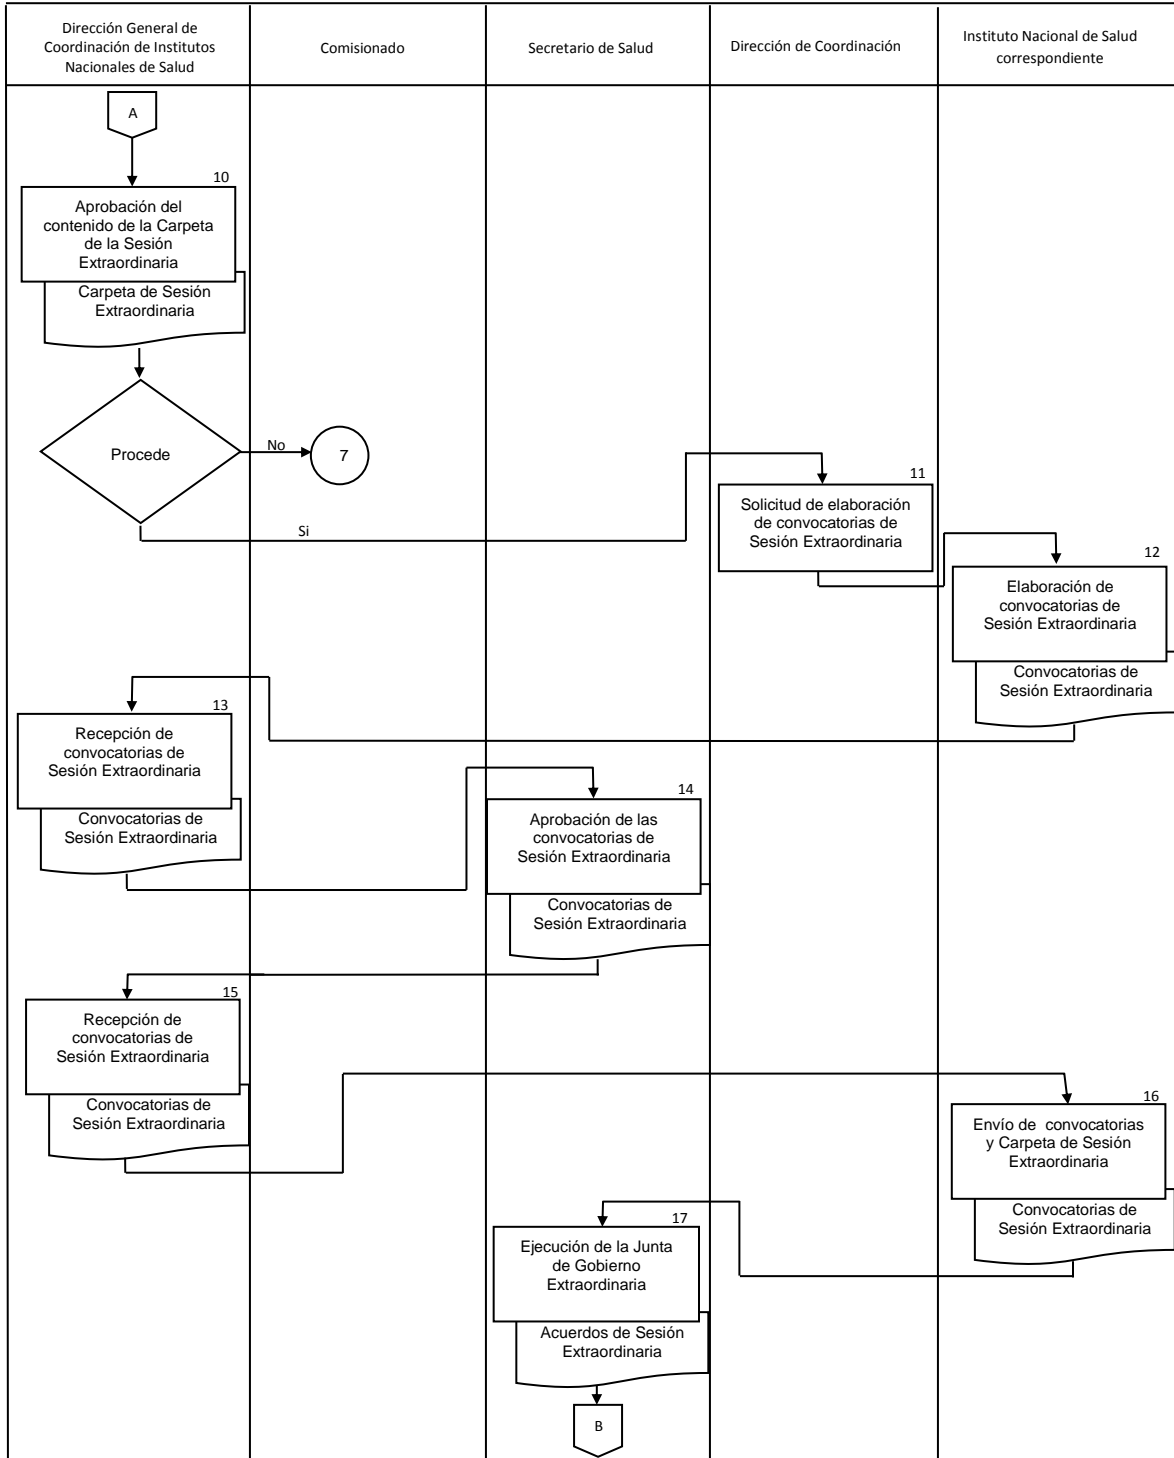 Dirección General de
Coordinación de Institutos
Nacionales de Salud
Comisionado
Secretario de Salud
Dirección de Coordinación
Instituto Nacional de Salud
correspondiente
A
10
Aprobación del
contenido de la Carpeta
de la Sesión
Extraordinaria
Carpeta de Sesión
Extraordinaria
Procede
No
7
Si
11
Solicitud de elaboración
de convocatorias de
Sesión Extraordinaria
12
Elaboración de
convocatorias de
Sesión Extraordinaria
Convocatorias de
Sesión Extraordinaria
13
Recepción de
convocatorias de
Sesión Extraordinaria
Convocatorias de
Sesión Extraordinaria
14
Aprobación de las
convocatorias de
Sesión Extraordinaria
Convocatorias de
Sesión Extraordinaria
15
Recepción de
convocatorias de
Sesión Extraordinaria
Convocatorias de
Sesión Extraordinaria
16
Envío de  convocatorias
y Carpeta de Sesión
Extraordinaria
Convocatorias de
Sesión Extraordinaria
17
Ejecución de la Junta
de Gobierno
Extraordinaria
Acuerdos de Sesión
Extraordinaria
B